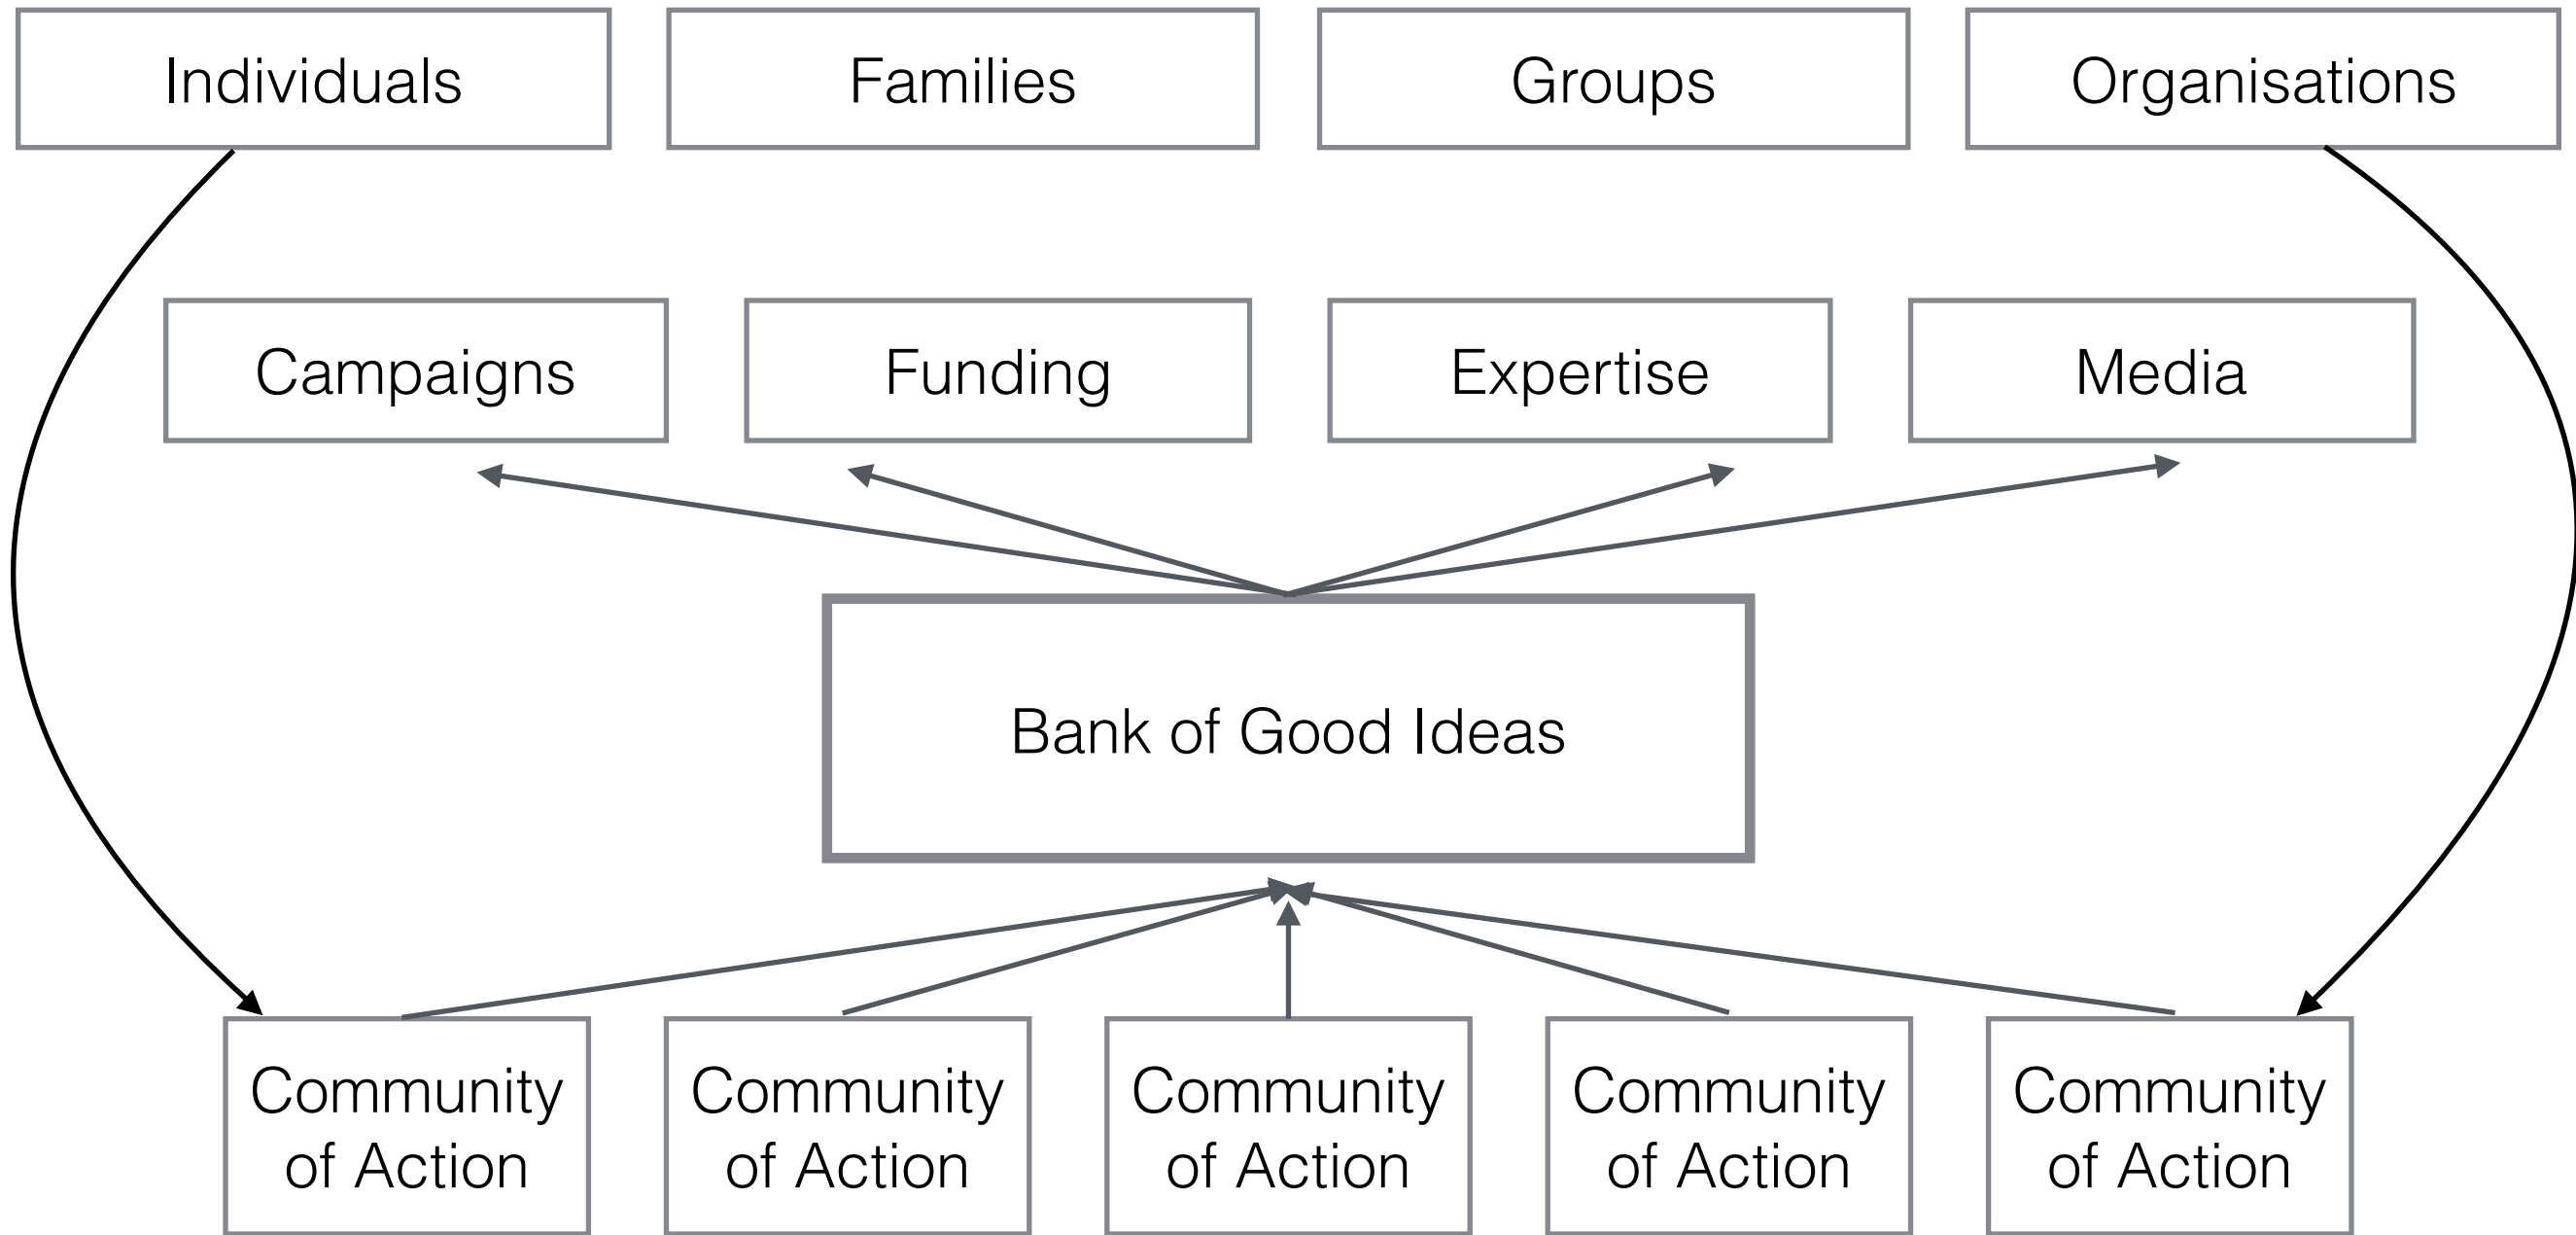 Individuals
Families
Groups
Organisations
Campaigns
Funding
Expertise
Media
Bank of Good Ideas
Community
of Action
Community
of Action
Community
of Action
Community
of Action
Community
of Action